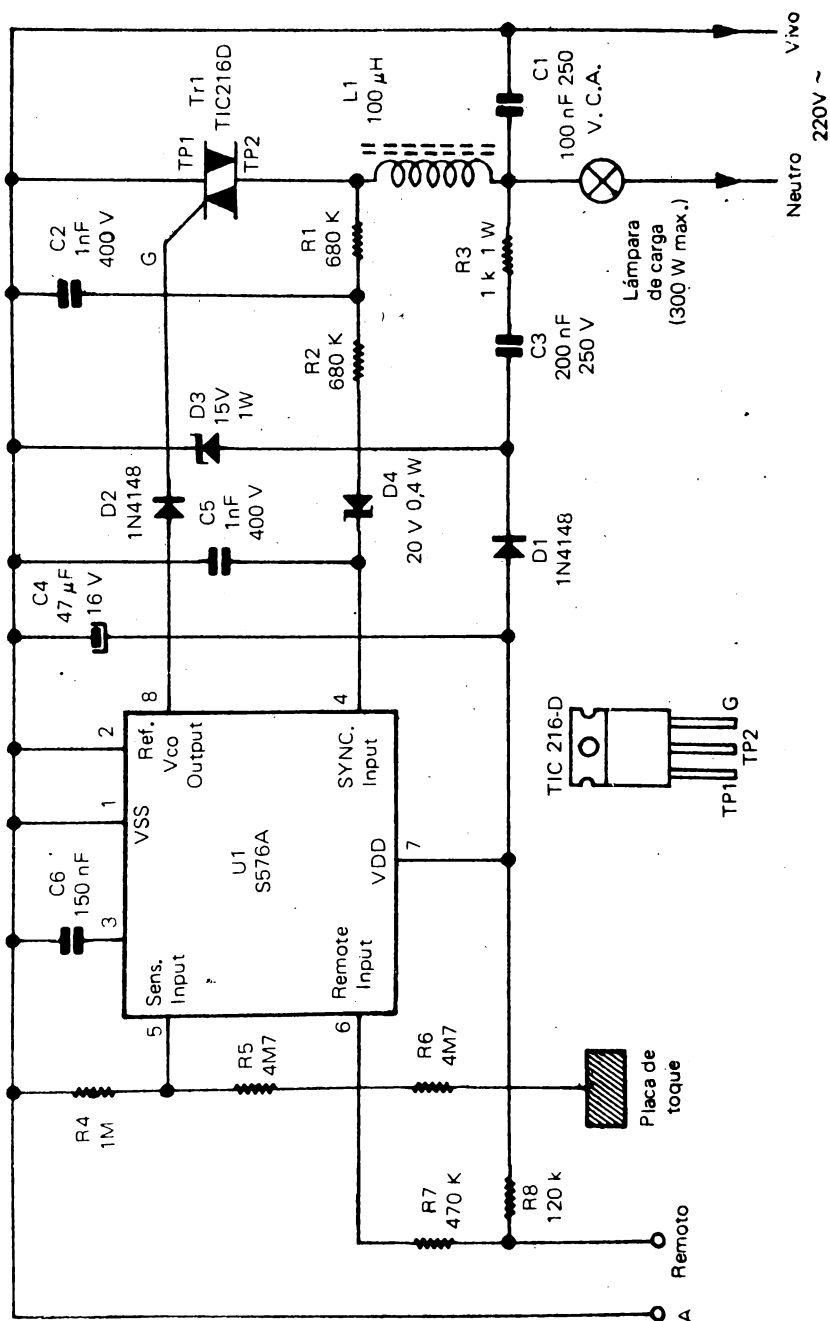 A
Remoto
R7
470 K
R8
120 k
R4
1M
R5
4M7
R6
4M7
Placa de
toque
5
Sens.
Input
6
Remote
Input
3
C6
150 nF
1
VSS
2
Ref.
8
Vco
Output
4
SYNC.
Input
7
VDD
U1
S576A
C4
47 µF
16 V
C5
1nF
400 V
D2
1N4148
D3
15V
1W
D4
20 V 0,4 W
D1
1N4148
C2
1nF
400 V
G
R2
680 K
R1
680 K
Tr1
TIC216D
TP1
TP2
L1
100 µH
C3
200 nF
250 V
R3
1 k 1 W
C1
100 nF 250
V. C.A.
Lámpara
de carga
(300 W max.)
Neutro
Vivo
220V ~
TIC 216-D
TP1
TP2
G